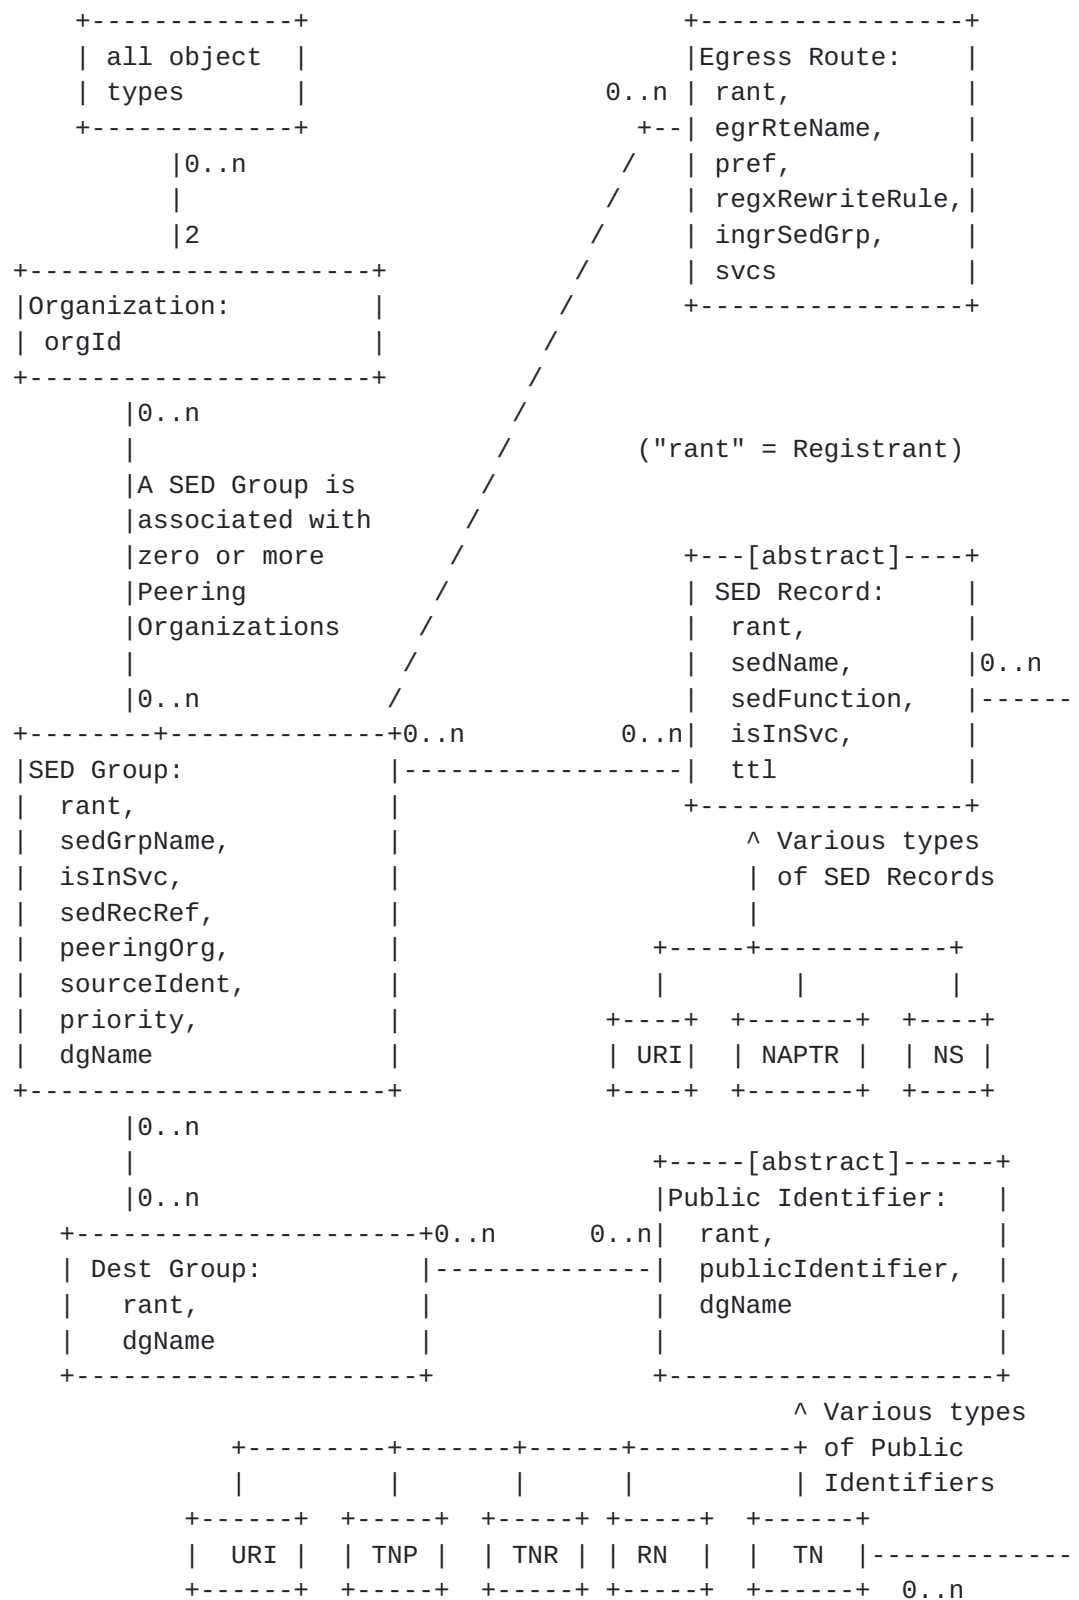 +-------------+                        +-----------------+
    | all object  |                        |Egress Route:    |
    | types       |                   0..n | rant,           |
    +-------------+                     +--| egrRteName,     |
          |0..n                        /   | pref,           |
          |                           /    | regxRewriteRule,|
          |2                         /     | ingrSedGrp,     |
+----------------------+            /      | svcs            |
|Organization:         |           /       +-----------------+
| orgId                |          /
+----------------------+         /
       |0..n                    /
       |                       /        ("rant" = Registrant)
       |A SED Group is        /
       |associated with      /
       |zero or more        /              +---[abstract]----+
       |Peering            /               | SED Record:     |
       |Organizations     /                |  rant,          |
       |                 /                 |  sedName,       |0..n
       |0..n            /                  |  sedFunction,   |------
+--------+--------------+0..n          0..n|  isInSvc,       |
|SED Group:             |------------------|  ttl            |
|  rant,                |                  +-----------------+
|  sedGrpName,          |                      ^ Various types
|  isInSvc,             |                      | of SED Records
|  sedRecRef,           |                      |
|  peeringOrg,          |                +-----+------------+
|  sourceIdent,         |                |        |         |
|  priority,            |             +----+  +-------+  +----+
|  dgName               |             | URI|  | NAPTR |  | NS |
+-----------------------+             +----+  +-------+  +----+
       |0..n
       |                                 +-----[abstract]------+
       |0..n                             |Public Identifier:   |
   +----------------------+0..n      0..n|  rant,              |
   | Dest Group:          |--------------|  publicIdentifier,  |
   |   rant,              |              |  dgName             |
   |   dgName             |              |                     |
   +----------------------+              +---------------------+
                                                  ^ Various types
              +---------+-------+------+----------+ of Public
              |         |       |      |          | Identifiers
           +------+  +-----+  +-----+ +-----+  +------+
           |  URI |  | TNP |  | TNR | | RN  |  |  TN  |-------------
           +------+  +-----+  +-----+ +-----+  +------+  0..n